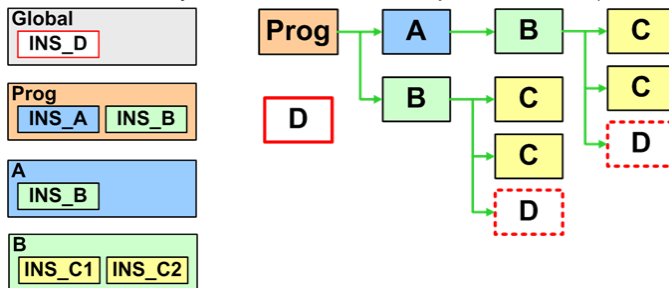 Global
INS_D
Prog
INS_A INS_B
A
INS_B
B
INS_C1 INS_C2
Prog A B C
C
D
B C
C
D
D